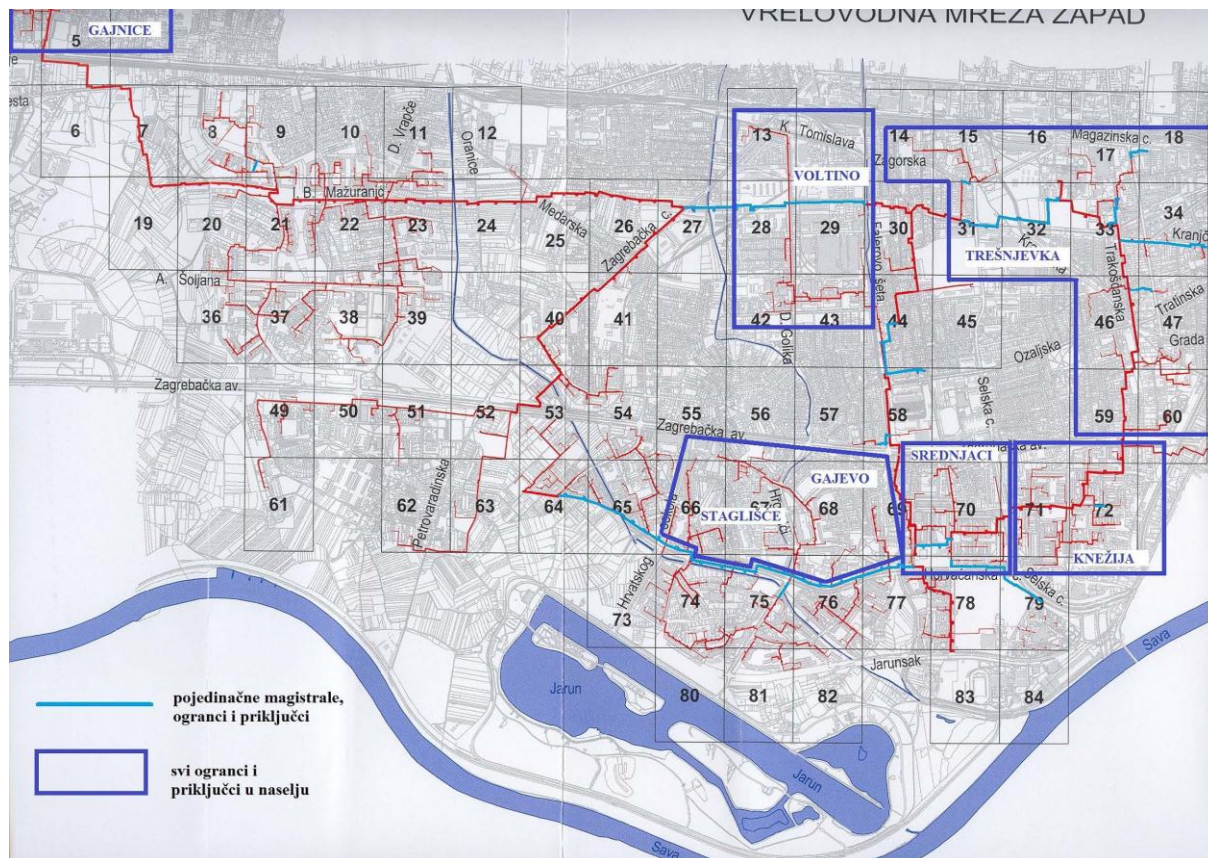 VRELOVODNA MREŽA ZAPAD
GAJNICE
5
6
7
8
9
10
D. Vrapče
11
Oranice
12
13
K. Tomislava
14
Zagorska
15
16
Magazinska c.
17
18
VOLTINO
I. B. Mažuranić
19
20
21
22
23
24
Medarska
25
26
Zagrebačka c.
27
28
29
Falerovo šeta
30
31
32
33
34
Kranjč
TREŠNJEVKA
Trakošćanska
A. Šoljana
36
37
38
39
40
41
42
D. Golika
43
44
45
46
Tratinska
47
Grada
Ozaljska
Zagrebačka av.
49
50
51
52
53
54
55
56
57
58
Selska c.
59
60
Zagrebačka av.
SREDNJACI
GAJEVO
61
62
Petrovaradinska
63
64
65
66
STAGLIŠĆE
67
68
69
70
71
72
KNEŽIJA
Hrvatskog
73
74
75
76
77
Horvaćanska c.
78
Selska c.
79
Jarunsak
Sava
80
81
82
83
84
Jarun
Jarun
Sava
pojedinačne magistrale,
ogranci i priključci
svi ogranci i
priključci u naselju